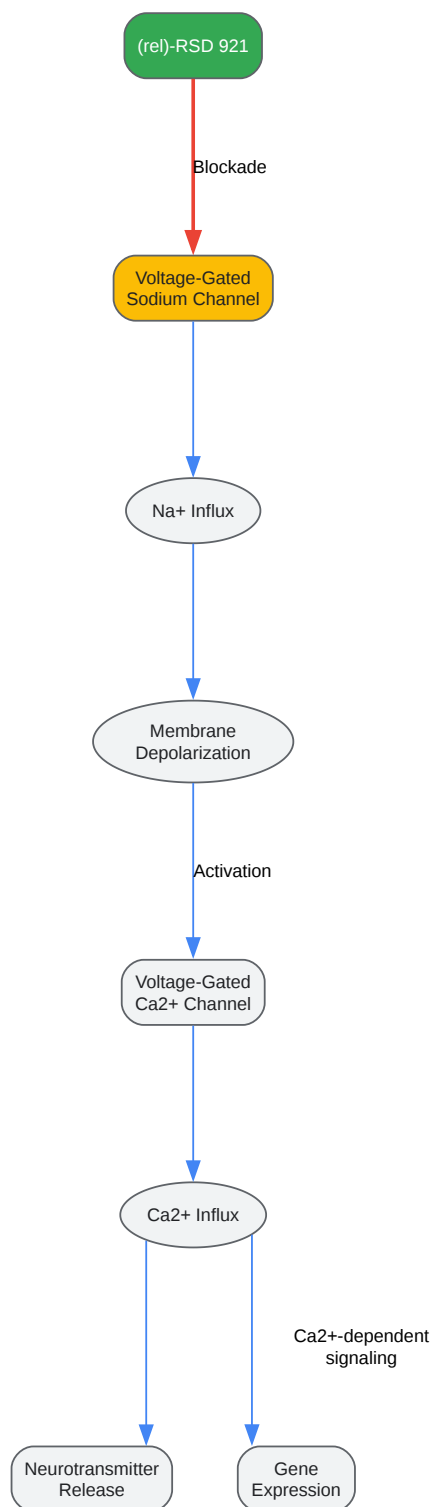 (rel)-RSD 921
Blockade
Voltage-Gated
Sodium Channel
Na+ Influx
Membrane
Depolarization
Activation
Voltage-Gated
Ca2+ Channel
Ca2+ Influx
Ca2+-dependent
signaling
Neurotransmitter
Release
Gene
Expression